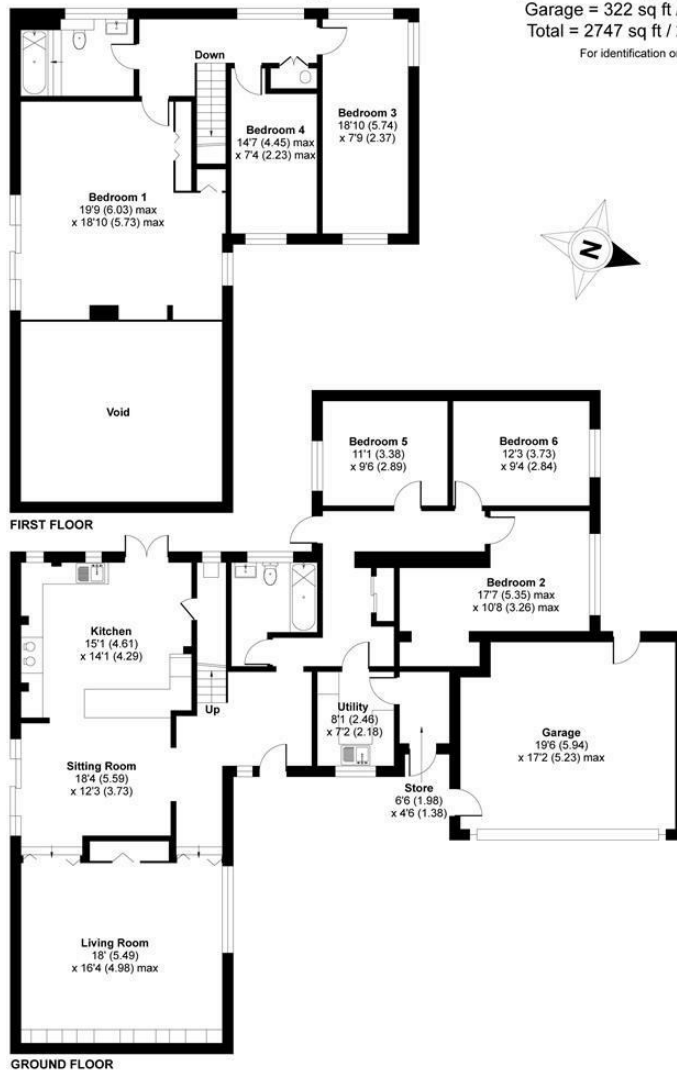 Garage = 322 sq ft /
Total = 2747 sq ft /
For identification
Down
Bedroom 3
18'10 (5.74)
x 7'9 (2.37)
Bedroom 4
14'7 (4.45) max
x 7'4 (2.23) max
Bedroom 1
19'9 (6.03) max
x 18'10 (5.73) max
N
Void
FIRST FLOOR
Bedroom 5
11'1 (3.38)
x 9'6 (2.89)
Bedroom 6
12'3 (3.73)
x 9'4 (2.84)
Bedroom 2
17'7 (5.35) max
x 10'8 (3.26) max
Kitchen
15'1 (4.61)
x 14'1 (4.29)
Up
Utility
8'1 (2.46)
x 7'2 (2.18)
Garage
19'6 (5.94)
x 17'2 (5.23) max
Sitting Room
18'4 (5.59)
x 12'3 (3.73)
Store
6'6 (1.98)
x 4'6 (1.38)
Living Room
18' (5.49)
x 16'4 (4.98) max
GROUND FLOOR